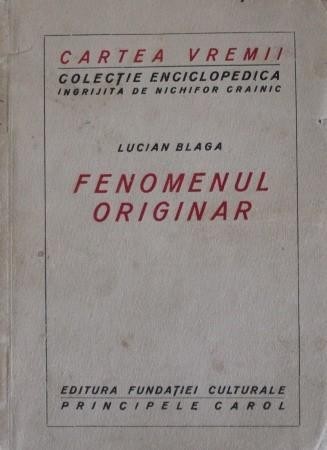 CARTEA VREMII
COLECȚIE ENCICLOPEDICA
INGRIJITA DE NICHIFOR CRAINIC
LUCIAN BLAGA
FENOMENUL
ORIGINAR
EDITURA FUNDAȚIEI CULTURALE
PRINCIPELE CAROL